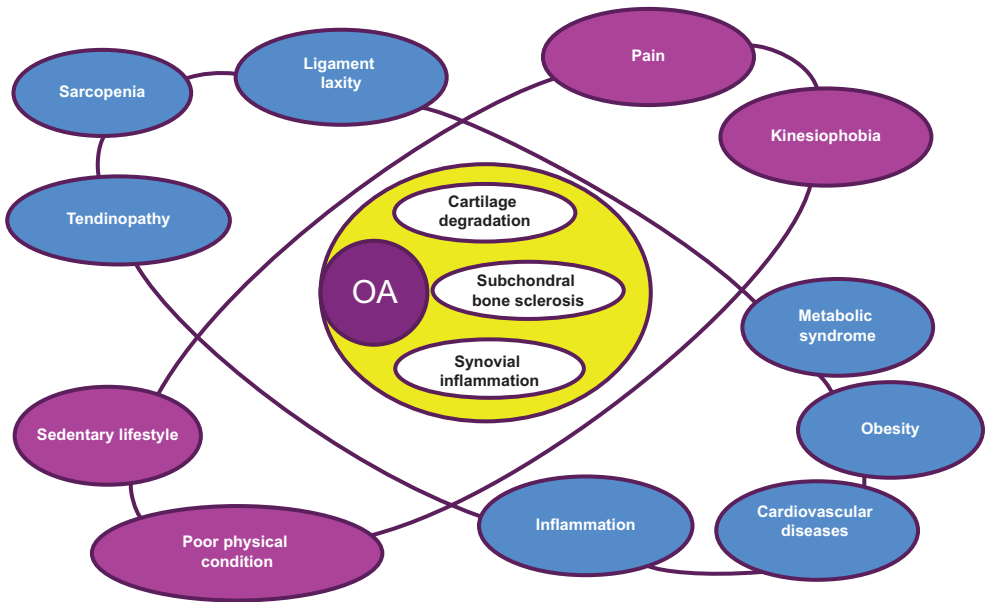 Ligament
laxity
Pain
Sarcopenia
Kinesiophobia
Tendinopathy
Cartilage
degradation
OA
Subchondral
bone sclerosis
Synovial
inflammation
Metabolic
syndrome
Obesity
Sedentary lifestyle
Cardiovascular
diseases
Inflammation
Poor physical
condition